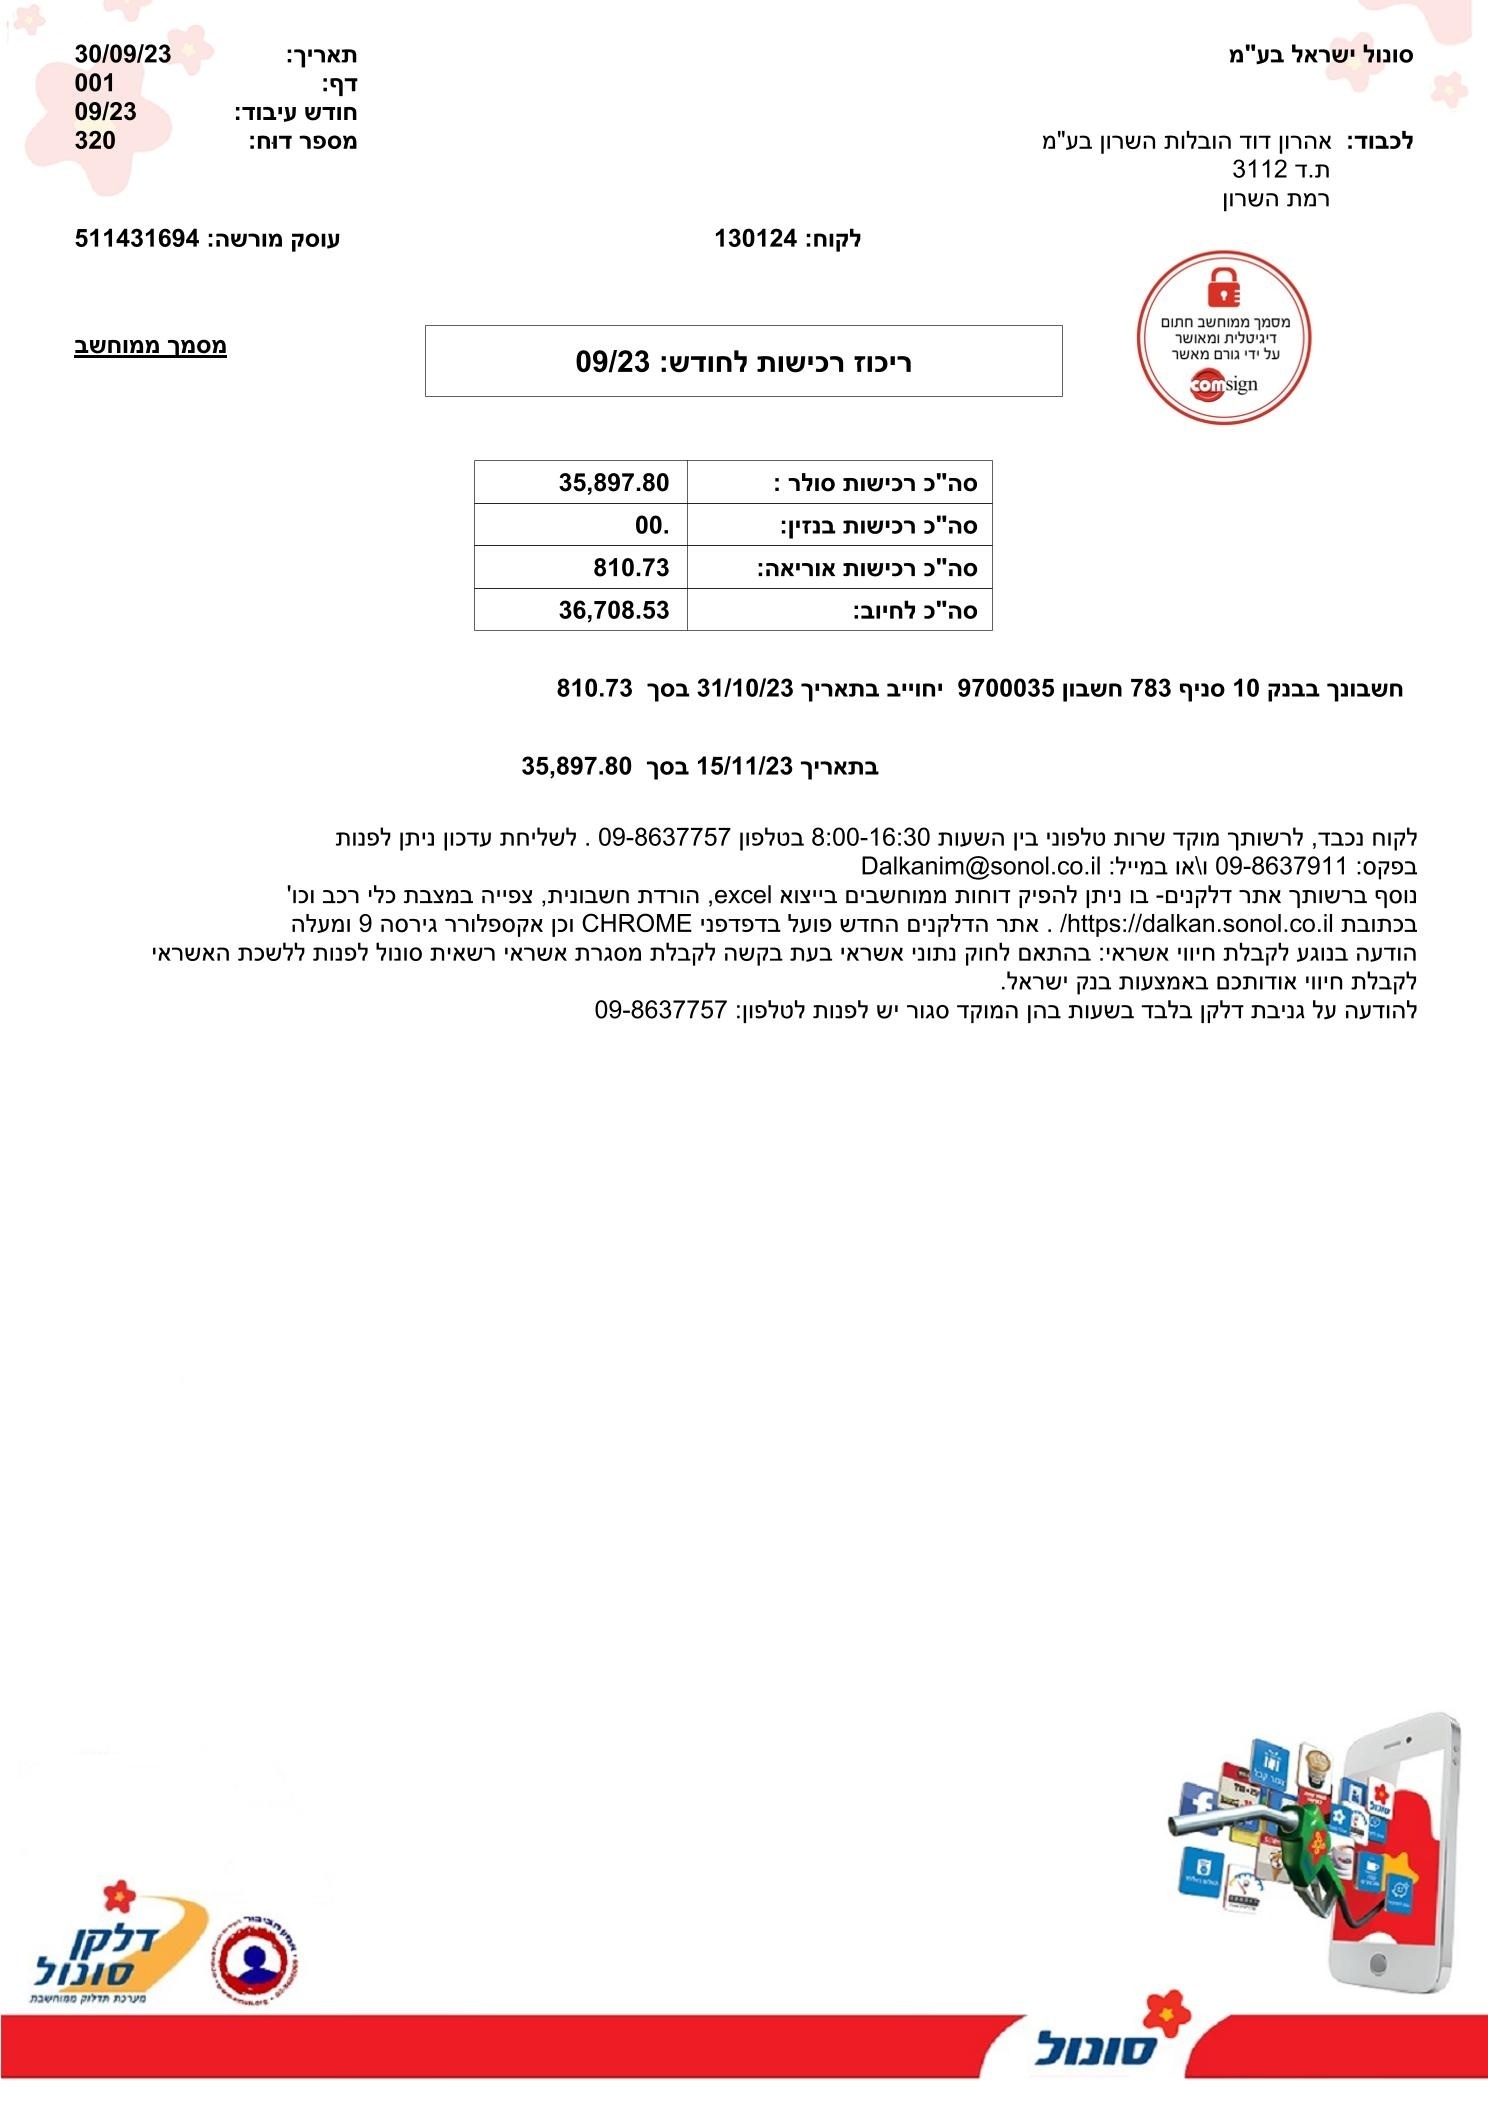 סונול ישראל בע"מ
תאריך: 30/09/23
דף: 001
חודש עיבוד: 09/23
לכבוד: אהרון דוד הובלות השרון בע"מ
מספר דוח: 320
ת.ד 3112
רמת השרון
לקוח: 130124
עוסק מורשה: 511431694
מסמך ממוחשב חתום
דיגיטלית ומאושר
על ידי גורם מאשר
comsign
מסמך ממוחשב
ריכוז רכישות לחודש: 09/23
סה"כ רכישות סולר : 35,897.80
סה"כ רכישות בנזין: .00
סה"כ רכישות אוריאה: 810.73
סה"כ לחיוב: 36,708.53
חשבונך בבנק 10 סניף 783 חשבון 9700035 יחוייב בתאריך 31/10/23 בסך 810.73
בתאריך 15/11/23 בסך 35,897.80
לקוח נכבד, לרשותך מוקד שרות טלפוני בין השעות 8:00-16:30 בטלפון 09-8637757 . לשליחת עדכון ניתן לפנות
בפקס: 09-8637911 ו\או במייל: Dalkanim@sonol.co.il
נוסף ברשותך אתר דלקנים- בו ניתן להפיק דוחות ממוחשבים בייצוא excel, הורדת חשבונית, צפייה במצבת כלי רכב וכו'
בכתובת https://dalkan.sonol.co.il/ . אתר הדלקנים החדש פועל בדפדפני CHROME וכן אקספלורר גירסה 9 ומעלה
הודעה בנוגע לקבלת חיווי אשראי: בהתאם לחוק נתוני אשראי בעת בקשה לקבלת מסגרת אשראי רשאית סונול לפנות ללשכת האשראי
לקבלת חיווי אודותכם באמצעות בנק ישראל.
להודעה על גניבת דלקן בלבד בשעות בהן המוקד סגור יש לפנות לטלפון: 09-8637757
סונול
דלקן
סונול
מערכת תדלוק ממוחשבת
סונול